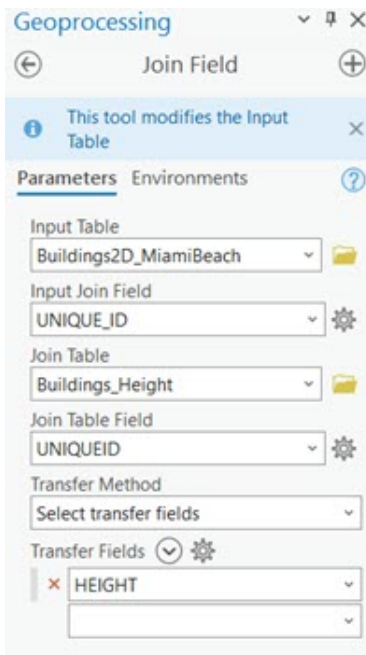 Geoprocessing
Join Field
This tool modifies the Input
Table
Parameters Environments
Input Table
Buildings2D_MiamiBeach
Input Join Field
UNIQUE_ID
Join Table
Buildings_Height
Join Table Field
UNIQUEID
Transfer Method
Select transfer fields
Transfer Fields
HEIGHT